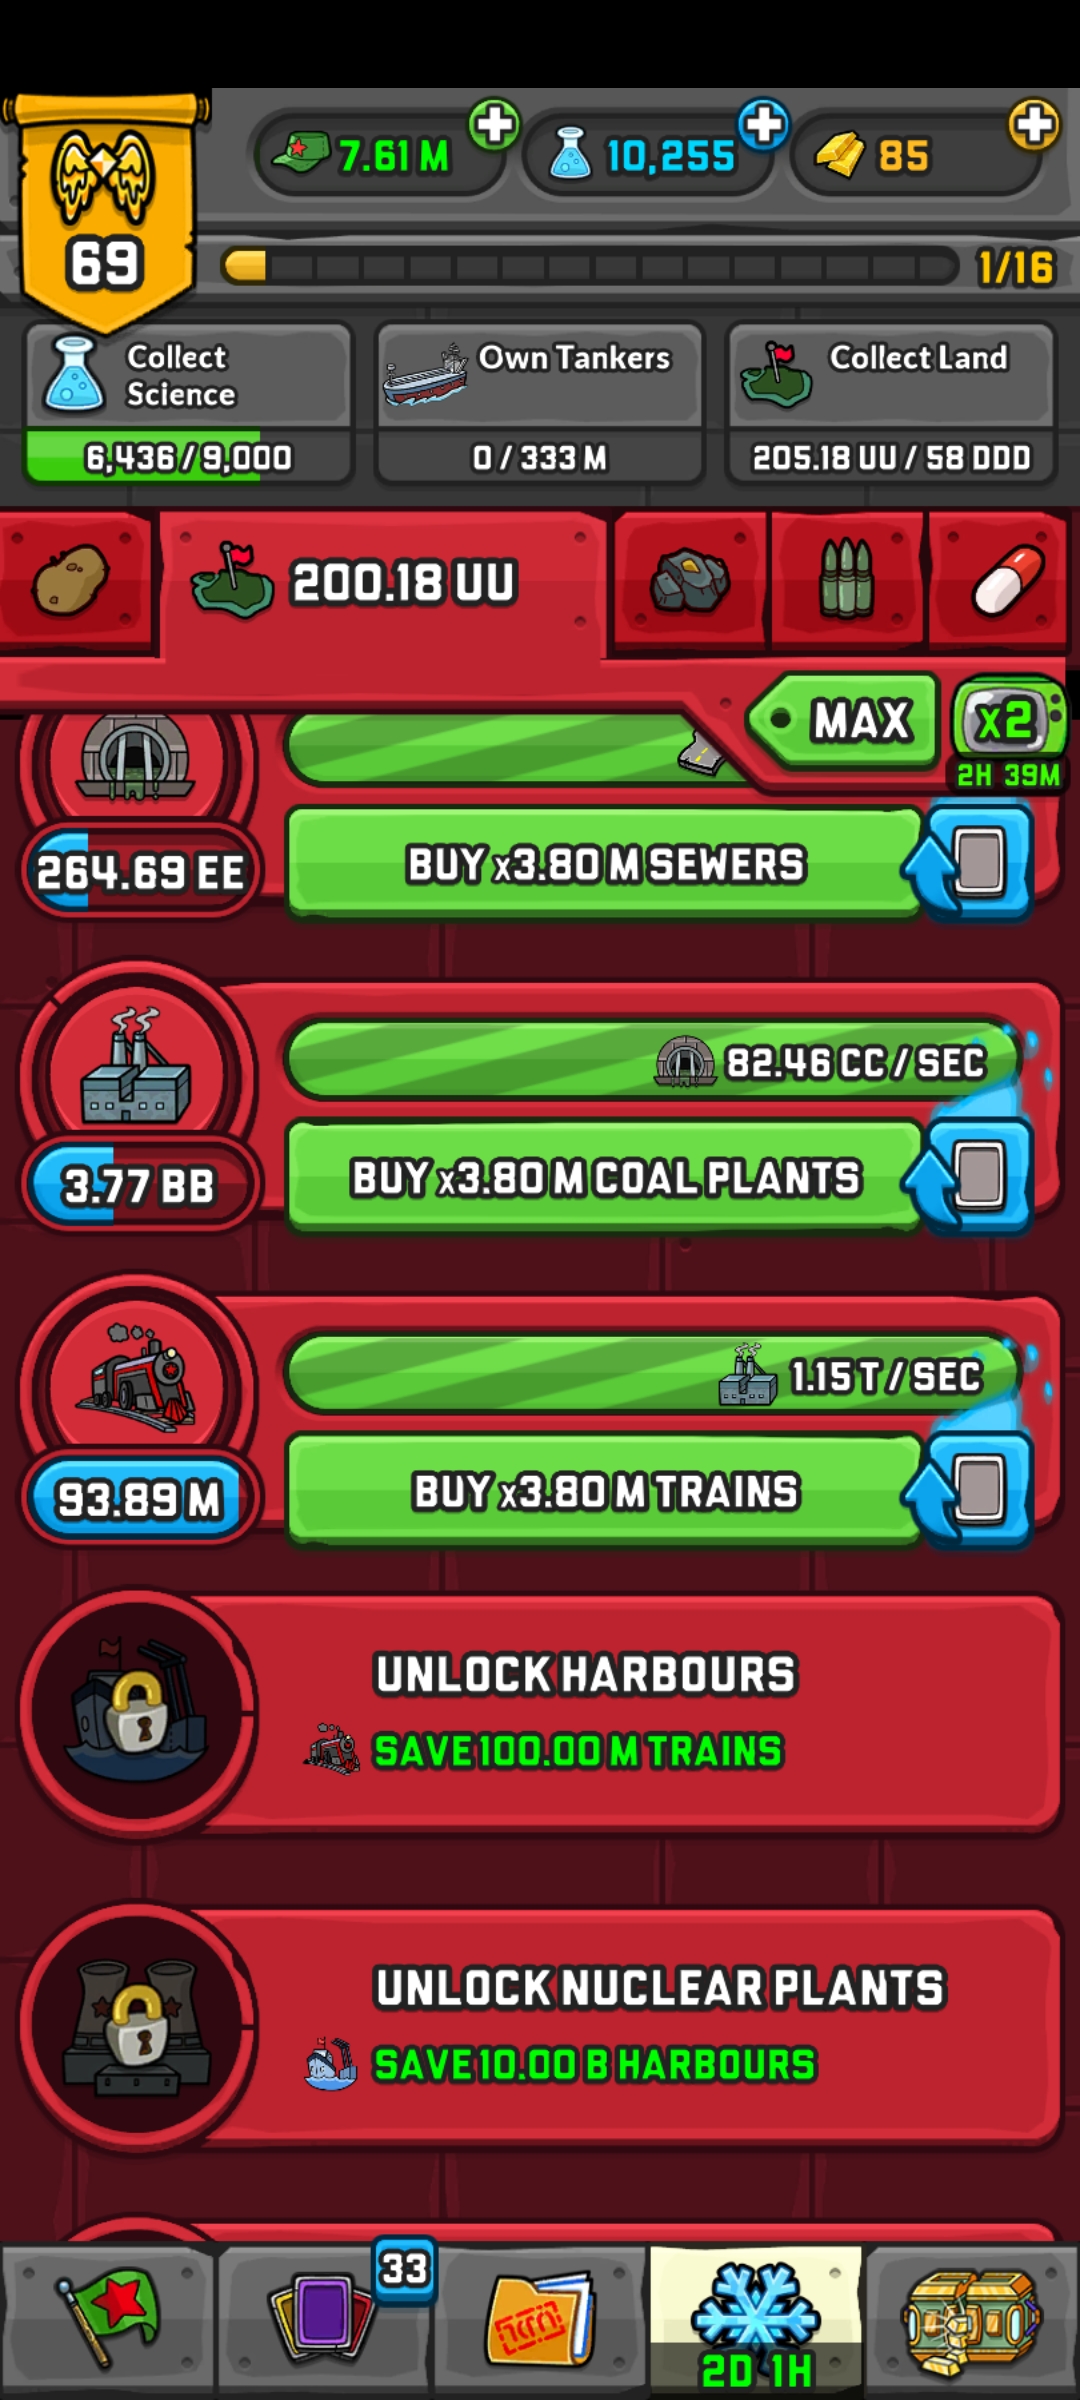 7.61 M
10,255
85
69
1/16
Collect
Science
Own Tankers
Collect Land
6,436/9,000
0/333 M
205.18 UU/58 DDD
200.18 UU
MAX
x2
2H 39M
264.69 EE
BUY x3.80 M SEWERS
82.46 CC/SEC
3.77 BB
BUY x3.80 M COAL PLANTS
1.15 T/SEC
93.89 M
BUY x3.80 M TRAINS
UNLOCK HARBOURS
SAVE 100.00 M TRAINS
UNLOCK NUCLEAR PLANTS
SAVE 10.00 B HARBOURS
33
2D 1H